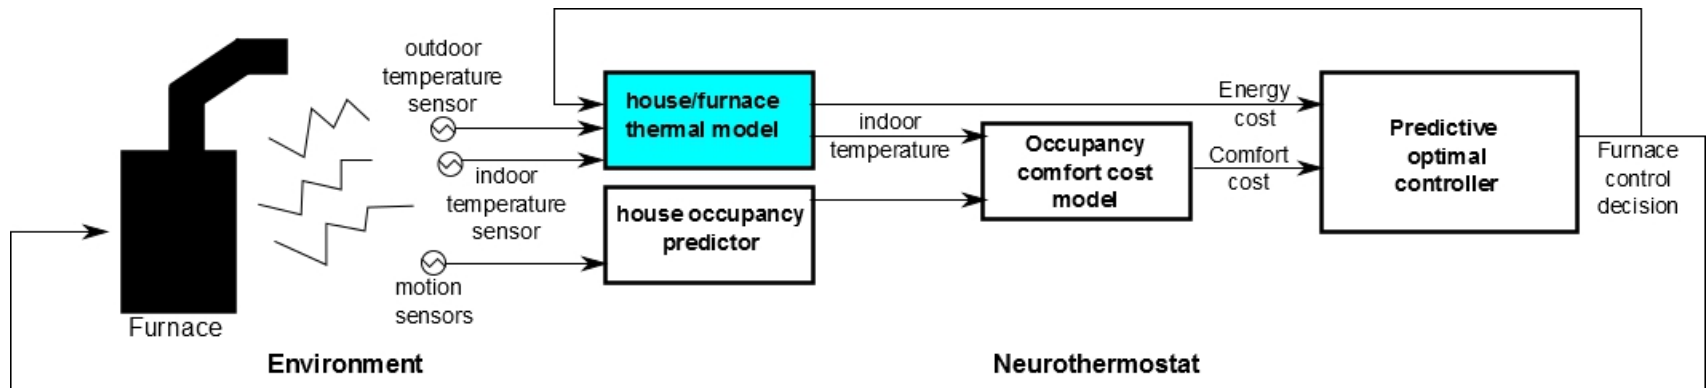 outdoor
temperature
sensor
indoor
temperature
sensor
motion
sensors
Furnace
Environment
house/furnace
thermal model
house occupancy
predictor
indoor
temperature
Occupancy
comfort cost
model
Energy
cost
Comfort
cost
Predictive
optimal
controller
Furnace
control
decision
Neurothermostat